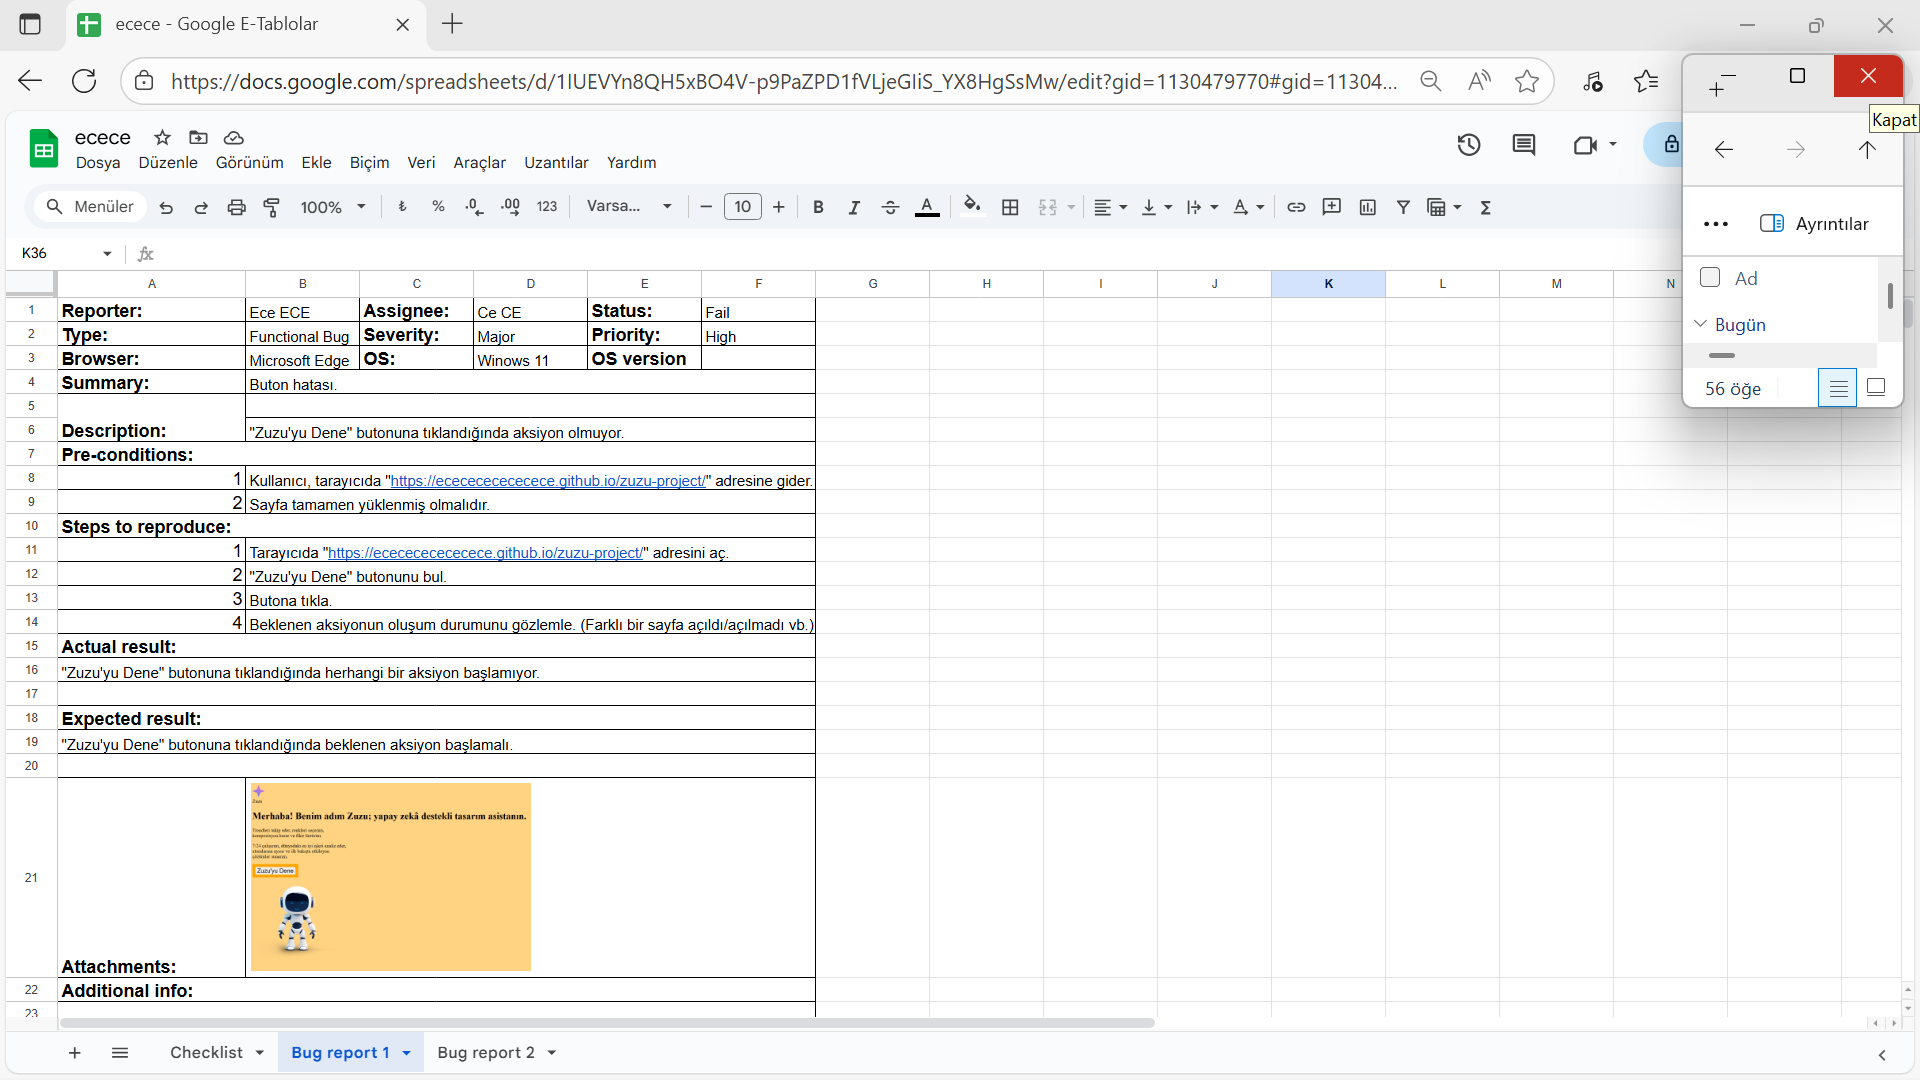 ecece - Google E-Tablolar
https://docs.google.com/spreadsheets/d/1IUEVYn8QH5xBO4V-p9PaZPD1fVLjeGIiS_YX8HgSsMw/edit?gid=1130479770#gid=11304...
Kapat
ecece
Dosya Düzenle Görünüm Ekle Biçim Veri Araçlar Uzantılar Yardım
Menüler 100% ₺ % .0 .00 123 Varsa... 10 B I A Σ
Ayrıntılar
K36 fx
Ad
Bugün
56 öğe
A B C D E F G H I J K L M N
1 Reporter: Ece ECE Assignee: Ce CE Status: Fail
2 Type: Functional Bug Severity: Major Priority: High
3 Browser: Microsoft Edge OS: Winows 11 OS version
4 Summary: Buton hatası.
5
6 Description: "Zuzu'yu Dene" butonuna tıklandığında aksiyon olmuyor.
7 Pre-conditions:
8 1 Kullanıcı, tarayıcıda "https://ecececececece​ce.github.io/zuzu-project/" adresine gider.
9 2 Sayfa tamamen yüklenmiş olmalıdır.
10 Steps to reproduce:
11 1 Tarayıcıda "https://ecececececece​ce.github.io/zuzu-project/" adresini aç.
12 2 "Zuzu'yu Dene" butonunu bul.
13 3 Butona tıkla.
14 4 Beklenen aksiyonun oluşum durumunu gözlemle. (Farklı bir sayfa açıldı/açılmadı vb.)
15 Actual result:
16 "Zuzu'yu Dene" butonuna tıklandığında herhangi bir aksiyon başlamıyor.
17
18 Expected result:
19 "Zuzu'yu Dene" butonuna tıklandığında beklenen aksiyon başlamalı.
20
Zuzu
Merhaba! Benim adım Zuzu; yapay zekâ destekli tasarım asistanın.
Zuzu'yu Dene
21 Attachments:
22 Additional info:
23
Checklist Bug report 1 Bug report 2